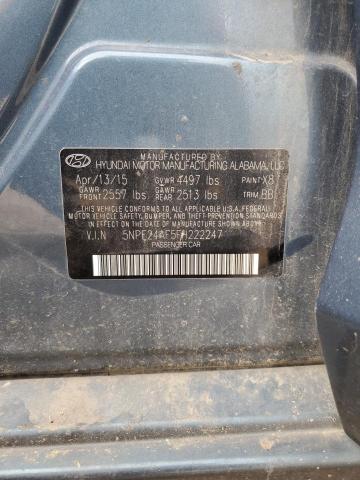 MANUFACTURED BY
HYUNDAI MOTOR MANUFACTURING ALABAMA, LLC
Apr/13/15 GVWR 4497 lbs PAINT X8
GAWR FRONT 2557 lbs GAWR REAR 2513 lbs TRIM BB
THIS VEHICLE CONFORMS TO ALL APPLICABLE U.S.A FEDERAL
MOTOR VEHICLE SAFETY, BUMPER, AND THEFT PREVENTION
STANDARDS IN EFFECT ON THE DATE OF MANUFACTURE SHOWN ABOVE
V.I.N 5NPE24AF5FH222247
PASSENGER CAR